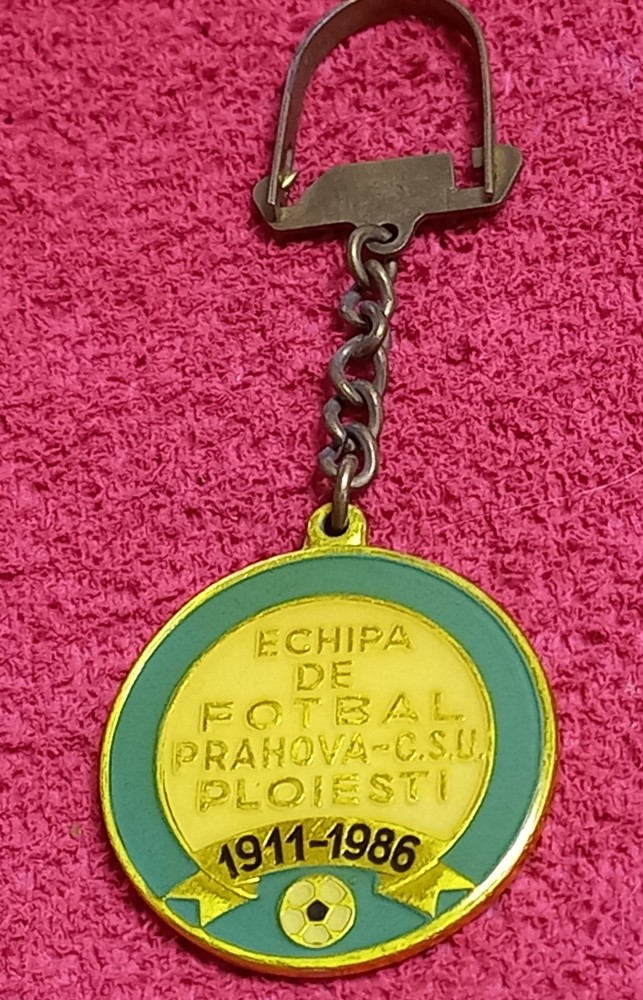 ECHIPA
DE
FOTBAL
PRAHOVA-C.S.U.
PLOIESTI
1911-1986